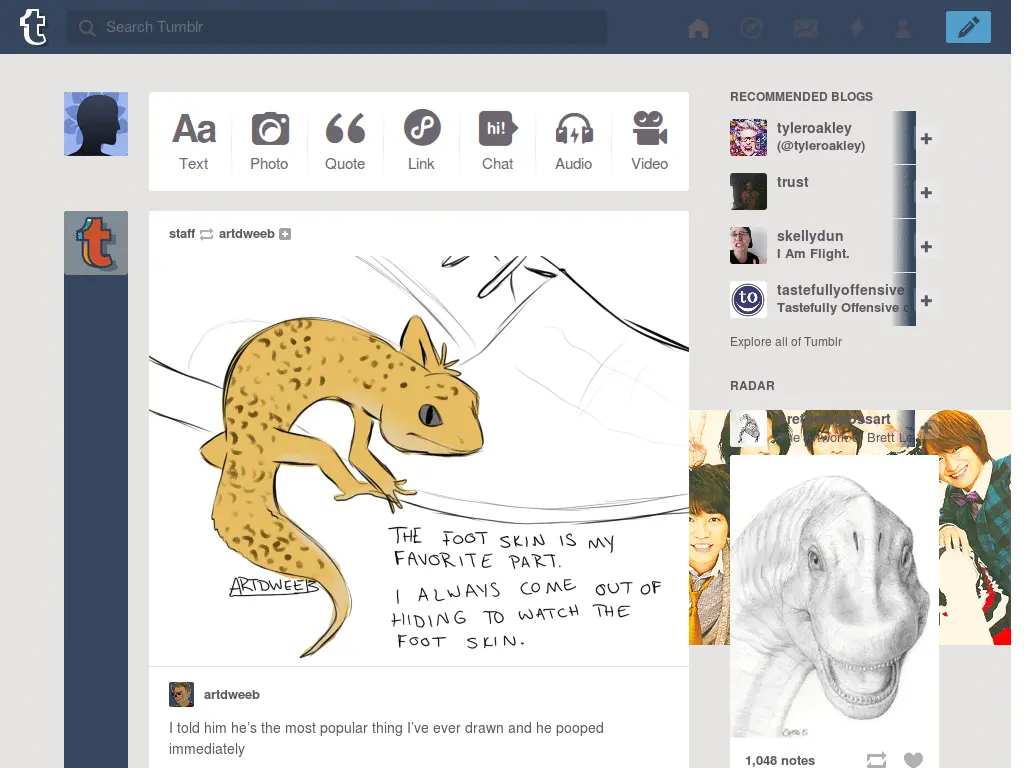 Search Tumblr
Aa
Text
Photo
Quote
Link
hi!
Chat
Audio
Video
staff artdweeb
THE FOOT SKIN IS MY
FAVORITE PART.
I ALWAYS COME OUT OF
HIDING TO WATCH THE
FOOT SKIN.
ARTDWEEB
artdweeb
I told him he's the most popular thing I've ever drawn and he pooped
immediately
RECOMMENDED BLOGS
tyleroakley
(@tyleroakley)
trust
skellydun
I Am Flight.
to
tastefullyoffensive
Tastefully Offensive
Explore all of Tumblr
RADAR
Brett
1,048 notes